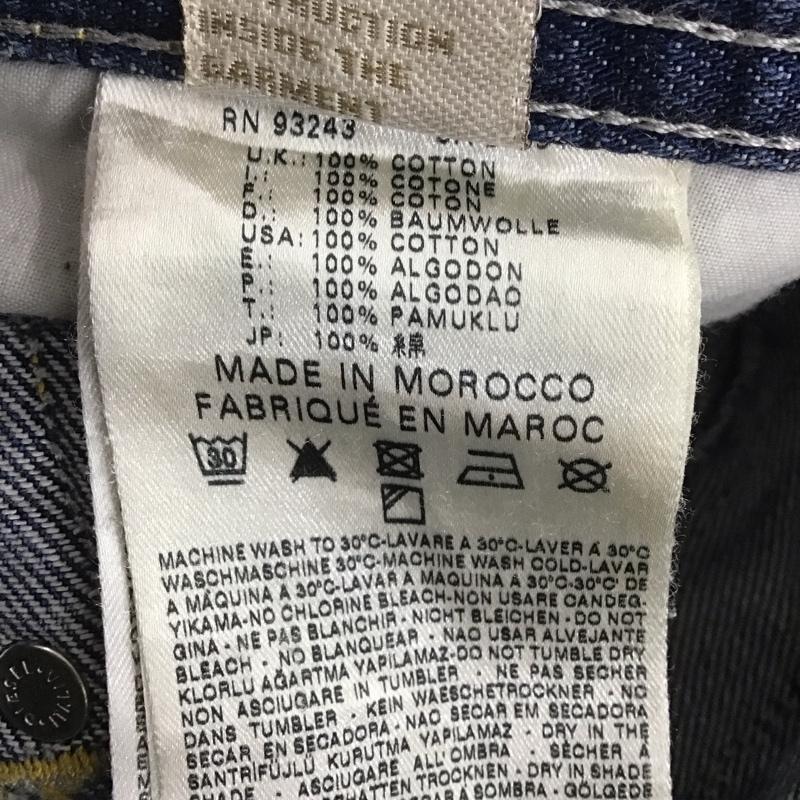 INSIDE THE
GARMENT
RN 93243
U.K.: 100% COTTON
I.: 100% COTONE
F.: 100% COTON
D.: 100% BAUMWOLLE
USA: 100% COTTON
E.: 100% ALGODON
P.: 100% ALGODAO
T.: 100% PAMUKLU
JP: 100% 綿
MADE IN MOROCCO
FABRIQUÉ EN MAROC
30
MACHINE WASH TO 30°C-LAVARE A 30°C-LAVER Á 30°C
WASCHMASCHINE 30°C-MACHINE WASH COLD-LAVAR
A MÁQUINA A 30°C-LAVAR A MAQUINA A 30°C-30°C' DE
YIKAMA-NO CHLORINE BLEACH-NON USARE CANDEG-
GINA - NE PAS BLANCHIR - NICHT BLEICHEN - DO NOT
BLEACH - NO BLANQUEAR - NAO USAR ALVEJANTE
KLORLU AĞARTMA YAPILAMAZ-DO NOT TUMBLE DRY
NON ASCIUGARE IN TUMBLER - NE PAS SECHER
DANS TUMBLER - KEIN WAESCHETROCKNER - NO
SECAR EN SECADORA-NAO SECAR EM SECADORA
SANTRİFÜJLÜ KURUTMA YAPILAMAZ - DRY IN THE
SHADE - ASCIUGARE ALL'OMBRA - SÉCHER À
SCHATTEN TROCKNEN - DRY IN SHADE
SECAR A SOMBRA - GÖLGEDE
DIESEL